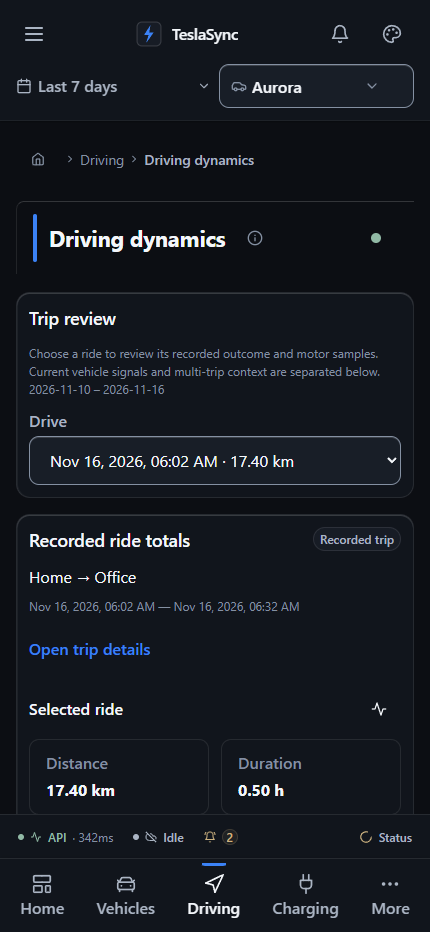 TeslaSync
Last 7 days
Aurora
Driving
Driving dynamics
Driving dynamics
Trip review
Choose a ride to review its recorded outcome and motor samples.
Current vehicle signals and multi-trip context are separated below.
2026-11-10 – 2026-11-16
Drive
Nov 16, 2026, 06:02 AM · 17.40 km
Recorded ride totals
Recorded trip
Home → Office
Nov 16, 2026, 06:02 AM — Nov 16, 2026, 06:32 AM
Open trip details
Selected ride
Distance
Duration
17.40 km
0.50 h
API · 342ms
Idle
2
Status
Home
Vehicles
Driving
Charging
More